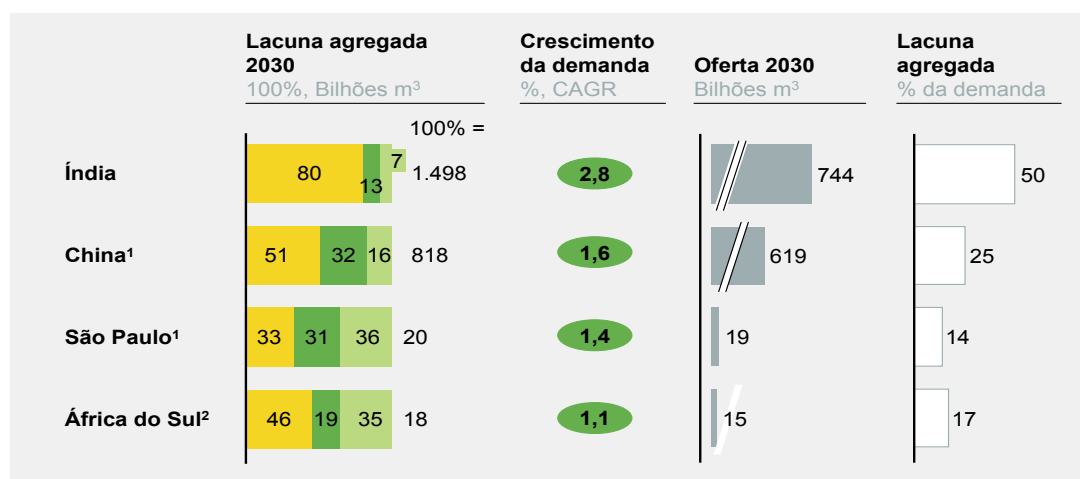 Lacuna agregada
2030
100%, Bilhões m³
Crescimento
da demanda
%, CAGR
Oferta 2030
Bilhões m³
Lacuna
agregada
% da demanda
100% =
Índia
80
13
7
1.498
2,8
744
50
China¹
51
32
16
818
1,6
619
25
São Paulo¹
33
31
36
20
1,4
19
14
África do Sul²
46
19
35
18
1,1
15
17